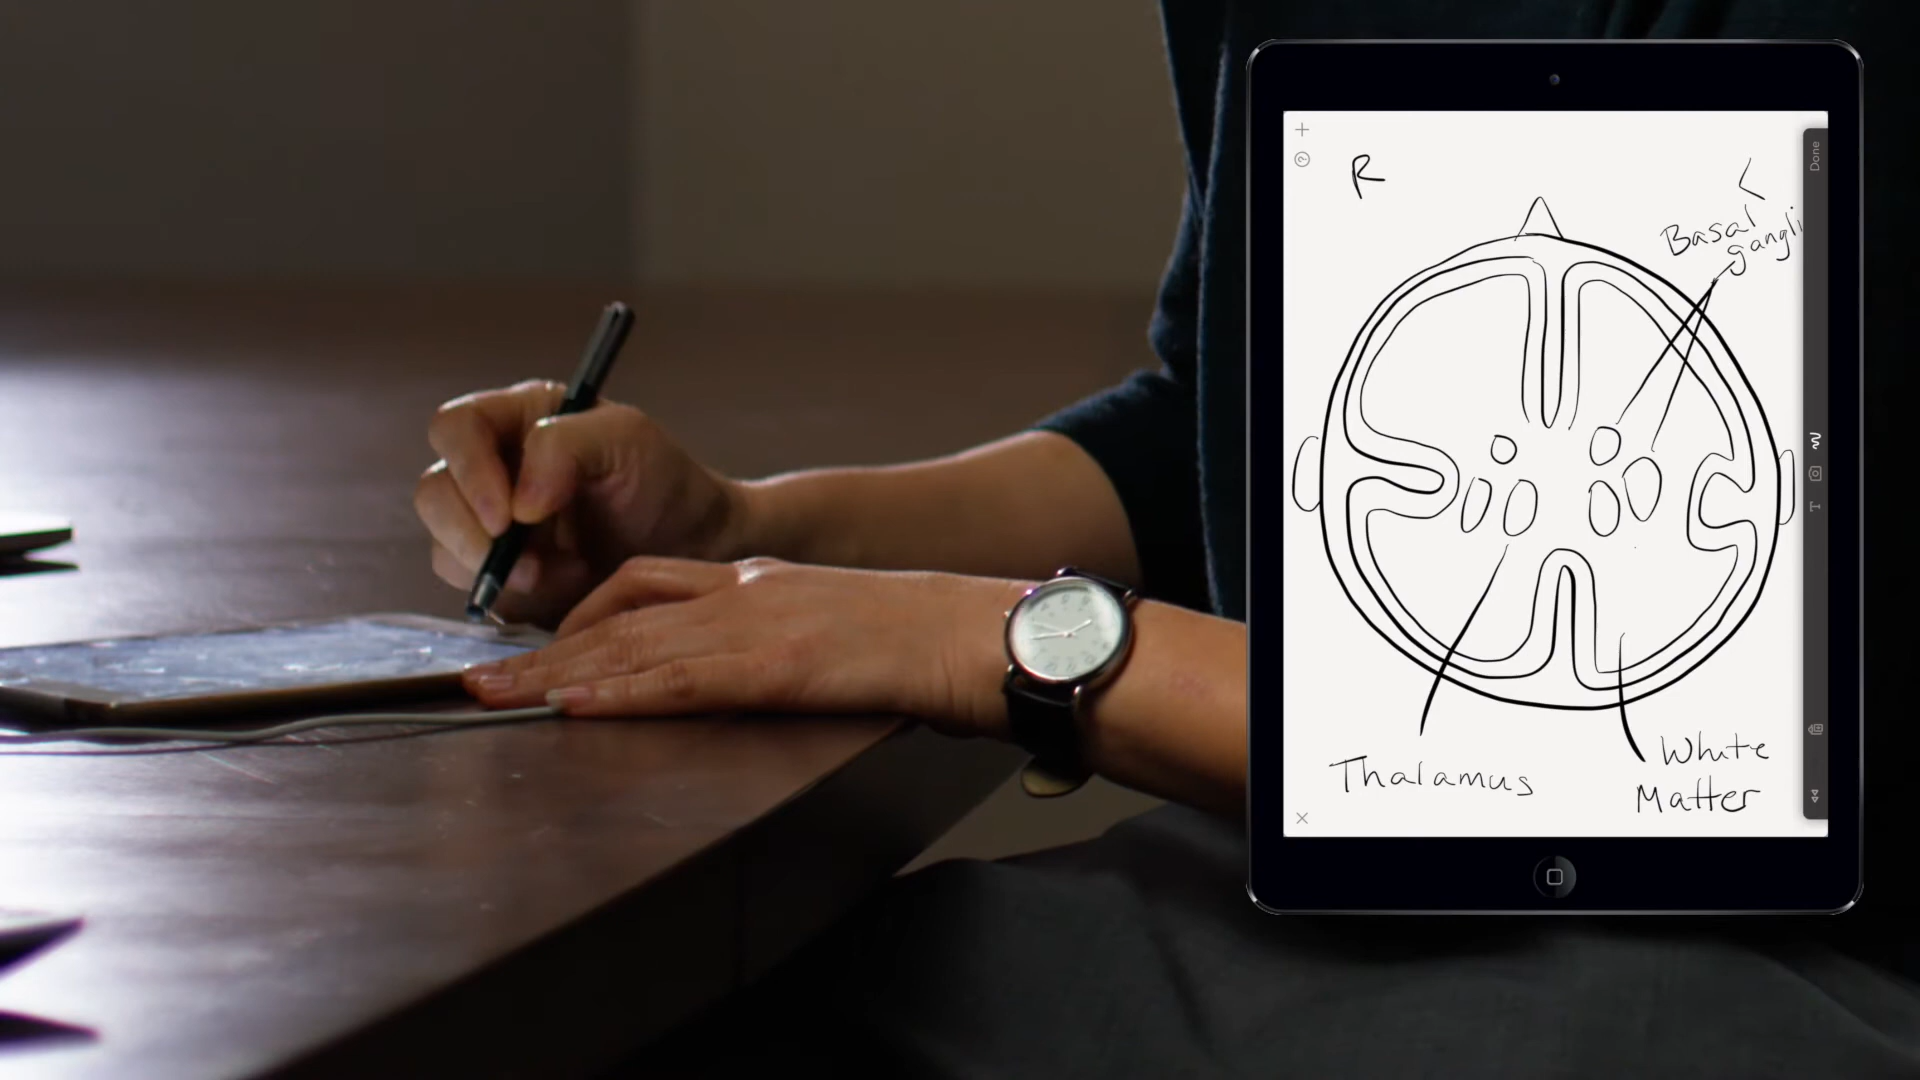 Done
R
L
Basal
gangli
T
Thalamus
White
Matter